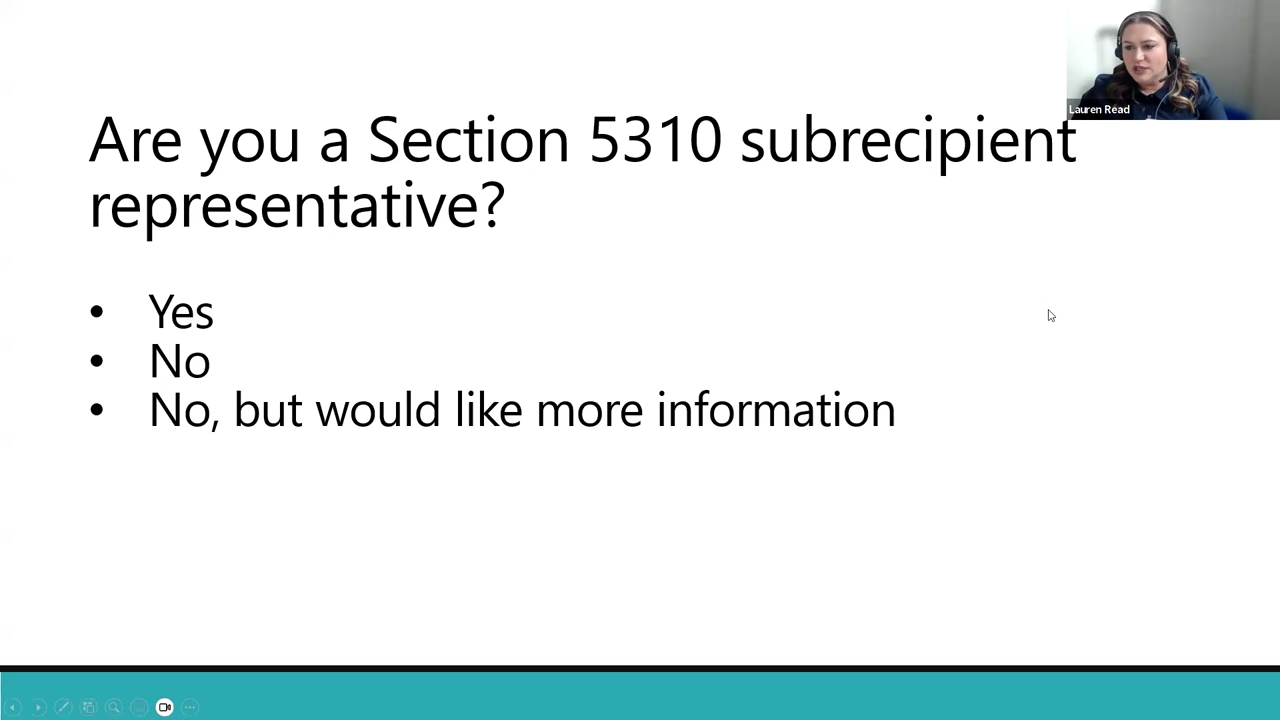 Lauren Read
Are you a Section 5310 subrecipient
representative?
• Yes
• No
• No, but would like more information